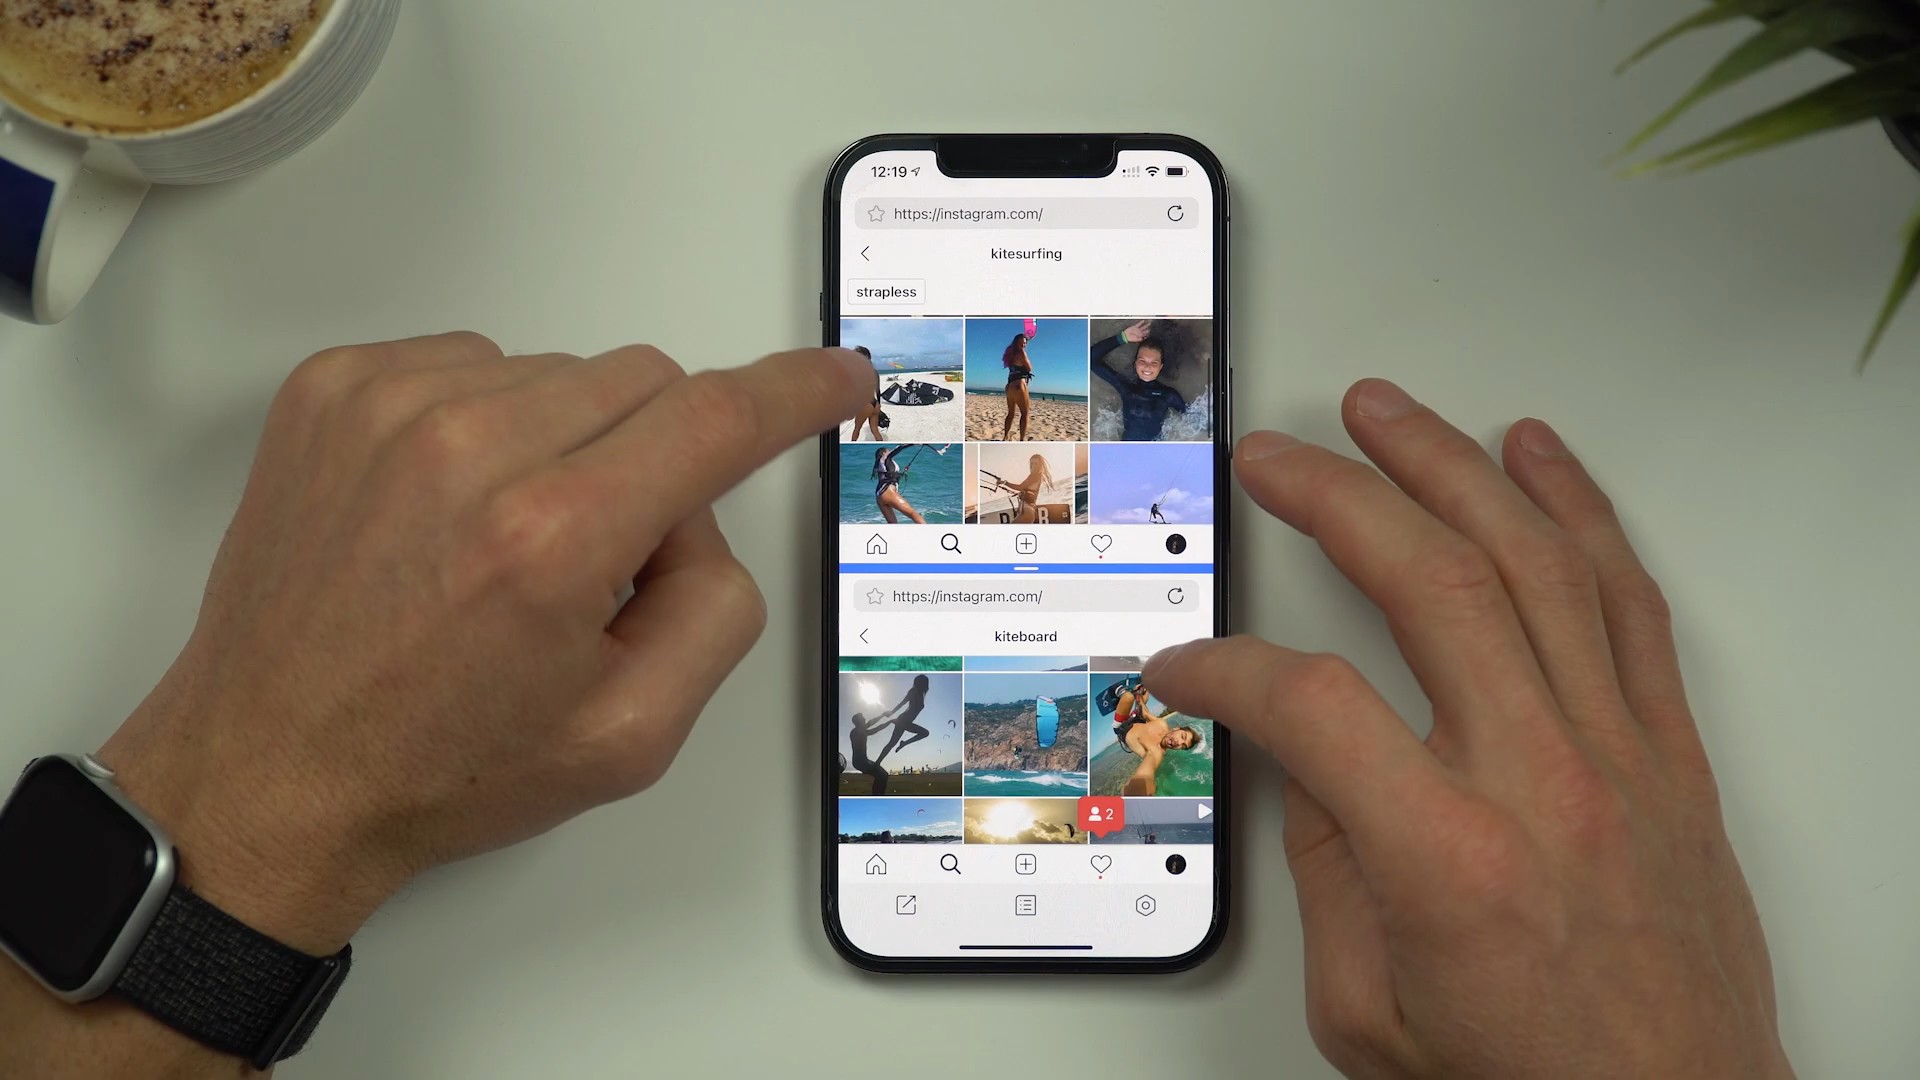 12:19
https://instagram.com/
kitesurfing
strapless
https://instagram.com/
kiteboard
2